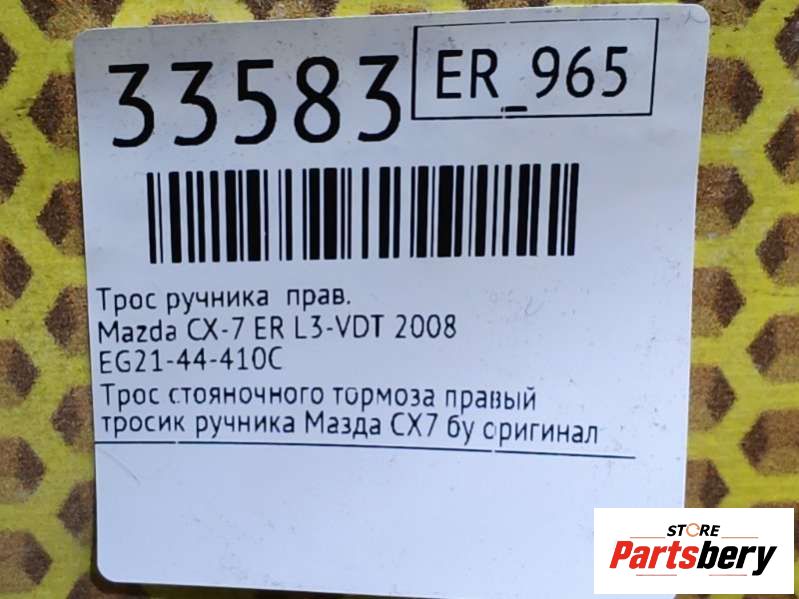 33583
ER_965
Трос ручника прав.
Mazda CX-7 ER L3-VDT 2008
EG21-44-410C
Трос стояночного тормоза правый
тросик ручника Мазда СХ7 бу оригинал
STORE
Partsbery